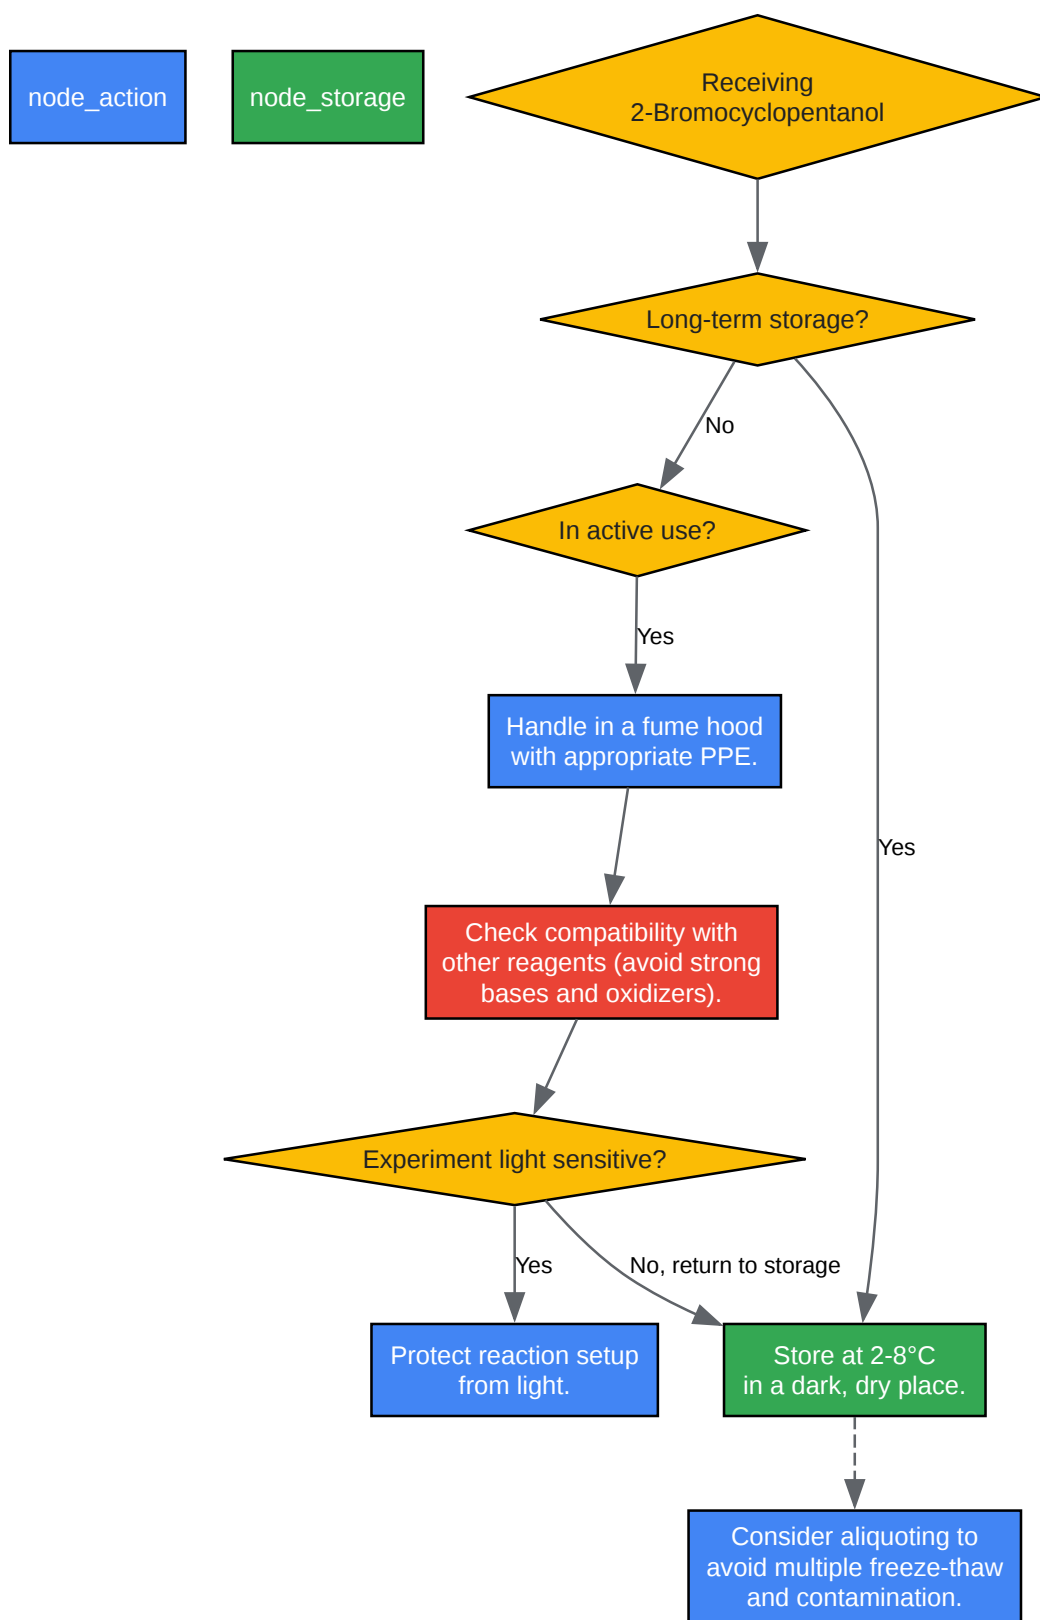 node_action
node_storage
Receiving
2-Bromocyclopentanol
Long-term storage?
No
In active use?
Yes
Handle in a fume hood
with appropriate PPE.
Yes
Check compatibility with
other reagents (avoid strong
bases and oxidizers).
Experiment light sensitive?
Yes
No, return to storage
Protect reaction setup
from light.
Store at 2-8°C
in a dark, dry place.
Consider aliquoting to
avoid multiple freeze-thaw
and contamination.